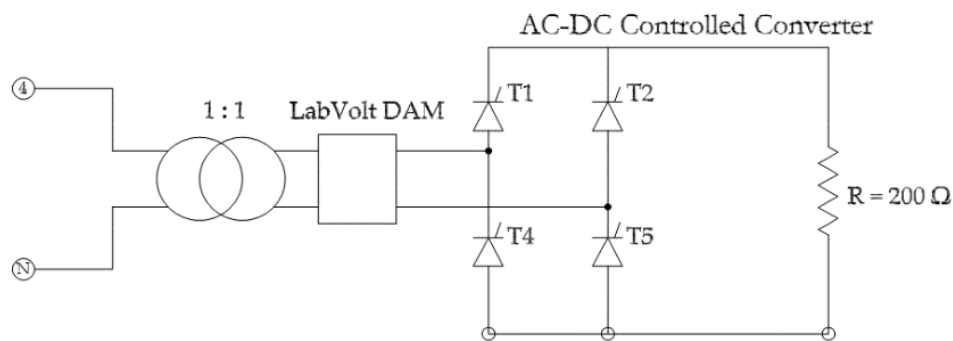 AC-DC Controlled Converter
4
1 : 1
LabVolt DAM
T1
T2
R = 200 Ω
N
T4
T5